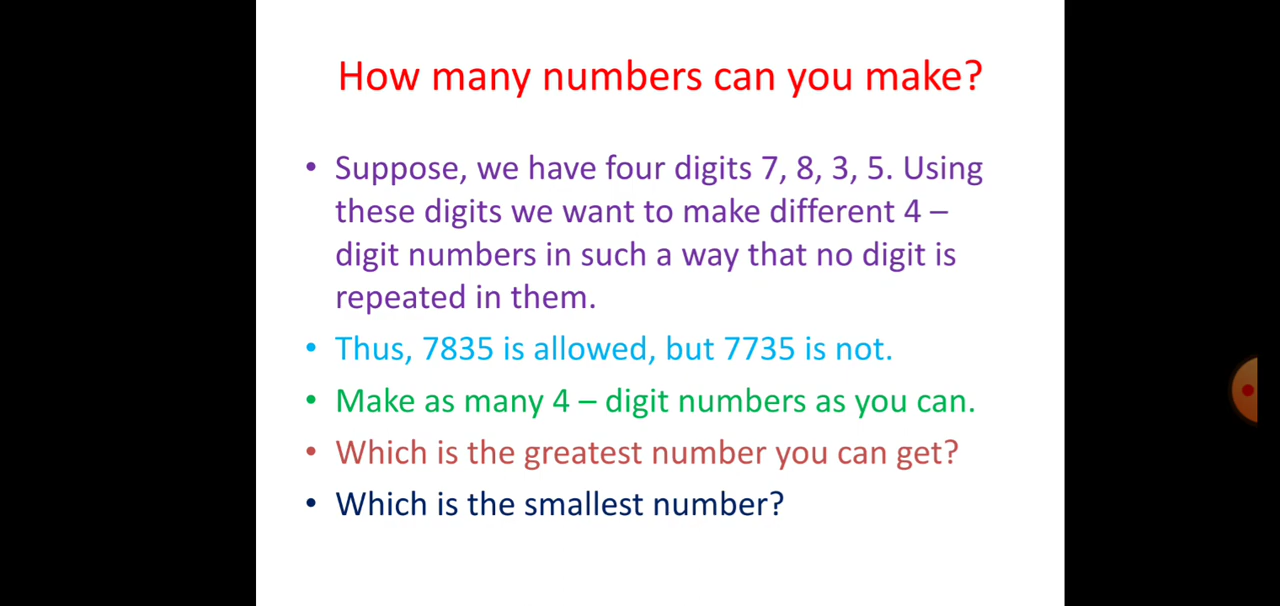 How many numbers can you make?
• Suppose, we have four digits 7, 8, 3, 5. Using
these digits we want to make different 4 –
digit numbers in such a way that no digit is
repeated in them.
• Thus, 7835 is allowed, but 7735 is not.
• Make as many 4 – digit numbers as you can.
• Which is the greatest number you can get?
• Which is the smallest number?